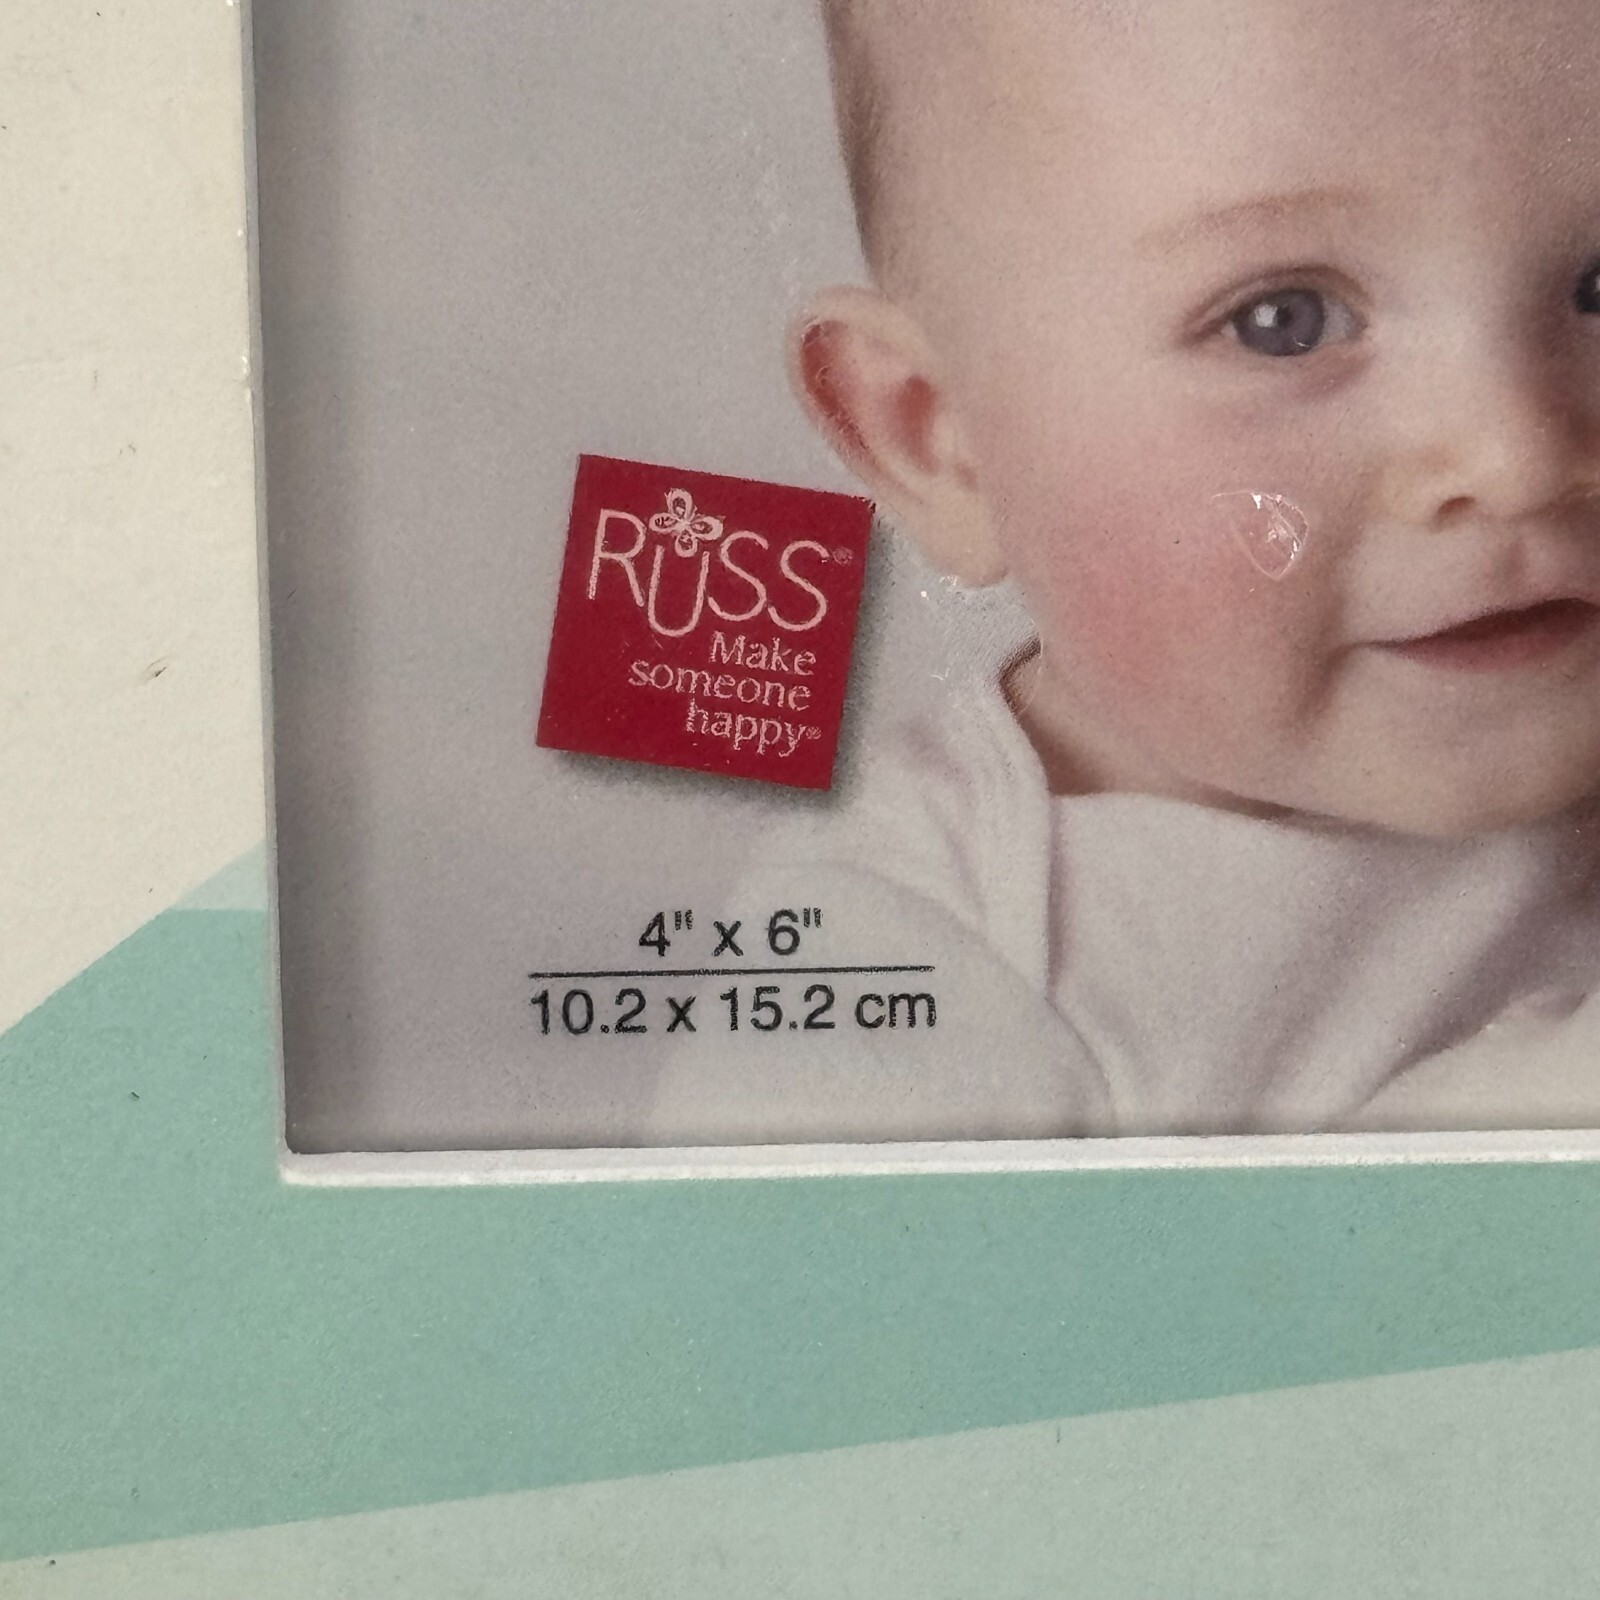 RUSS®
Make
someone
happy®
4" x 6"
10.2 x 15.2 cm